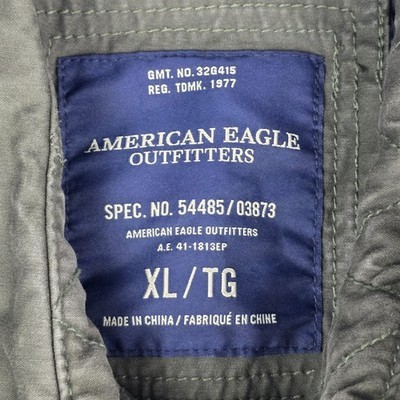 GMT. NO. 32G415
REG. TDMK. 1977
AMERICAN EAGLE
OUTFITTERS
SPEC. NO. 54485/03873
AMERICAN EAGLE OUTFITTERS
A.E. 41-1813EP
XL/TG
MADE IN CHINA / FABRIQUÉ EN CHINE